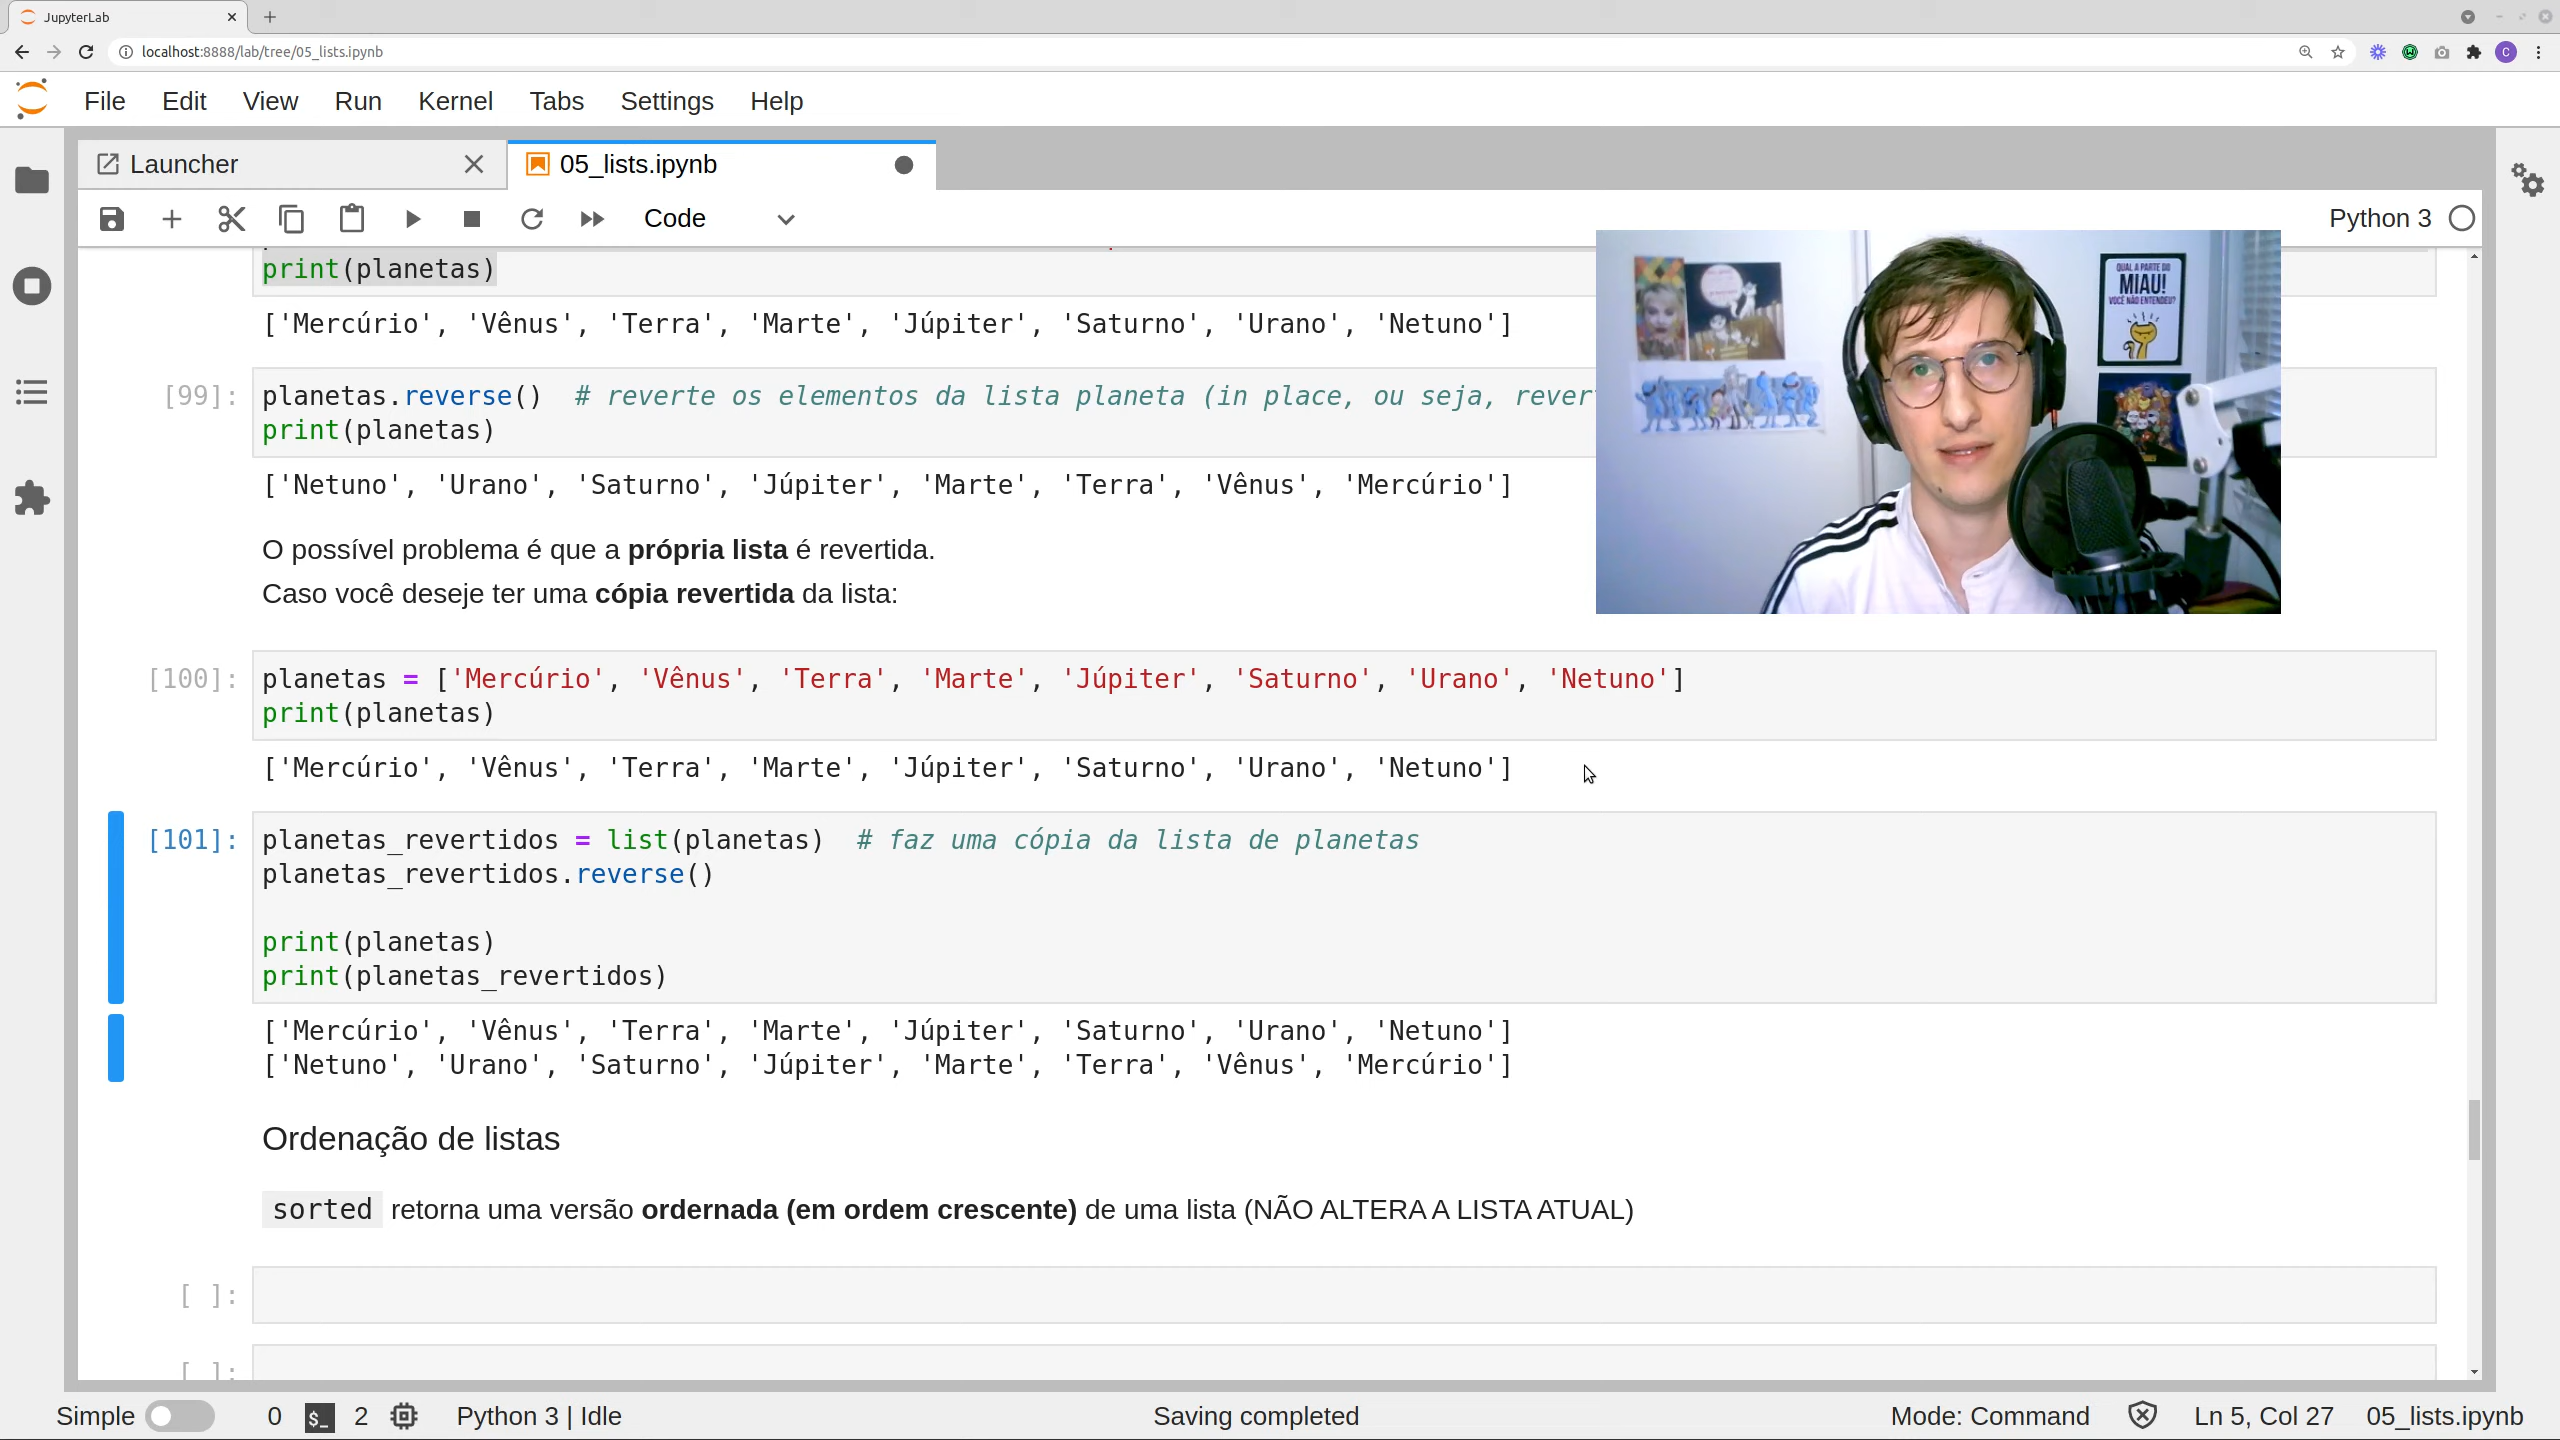 JupyterLab
localhost:8888/lab/tree/05_lists.ipynb
C
File Edit View Run Kernel Tabs Settings Help
Launcher
05_lists.ipynb
Code
Python 3
print(planetas)
['Mercúrio', 'Vênus', 'Terra', 'Marte', 'Júpiter', 'Saturno', 'Urano', 'Netuno']
[99]: planetas.reverse()  # reverte os elementos da lista planeta (in place, ou seja, rever
print(planetas)
['Netuno', 'Urano', 'Saturno', 'Júpiter', 'Marte', 'Terra', 'Vênus', 'Mercúrio']
QUAL A PARTE DO
MIAU!
VOCÊ NÃO ENTENDEU?
O possível problema é que a própria lista é revertida.
Caso você deseje ter uma cópia revertida da lista:
[100]: planetas = ['Mercúrio', 'Vênus', 'Terra', 'Marte', 'Júpiter', 'Saturno', 'Urano', 'Netuno']
print(planetas)
['Mercúrio', 'Vênus', 'Terra', 'Marte', 'Júpiter', 'Saturno', 'Urano', 'Netuno']
[101]: planetas_revertidos = list(planetas)  # faz uma cópia da lista de planetas
planetas_revertidos.reverse()
print(planetas)
print(planetas_revertidos)
['Mercúrio', 'Vênus', 'Terra', 'Marte', 'Júpiter', 'Saturno', 'Urano', 'Netuno']
['Netuno', 'Urano', 'Saturno', 'Júpiter', 'Marte', 'Terra', 'Vênus', 'Mercúrio']
Ordenação de listas
sorted retorna uma versão ordernada (em ordem crescente) de uma lista (NÃO ALTERA A LISTA ATUAL)
[ ]:
[ ]:
Simple 0 $_ 2 Python 3 | Idle Saving completed Mode: Command Ln 5, Col 27 05_lists.ipynb